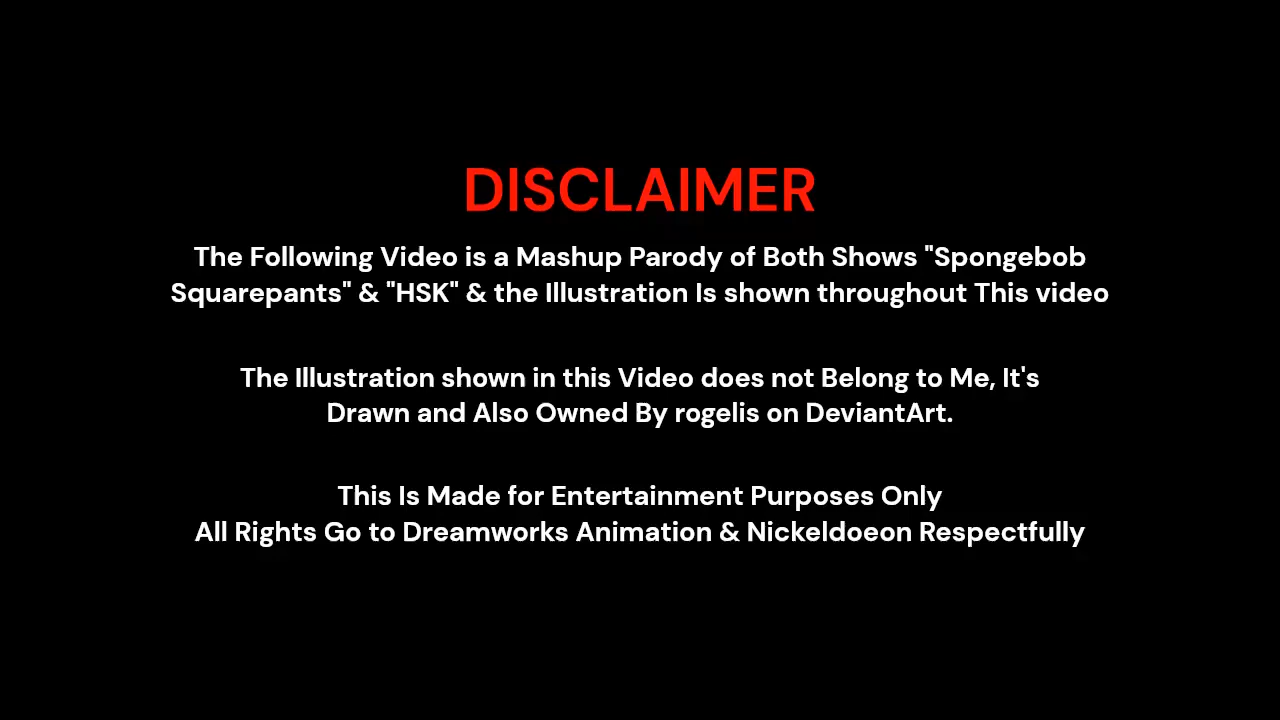 DISCLAIMER
The Following Video is a Mashup Parody of Both Shows "Spongebob
Squarepants" & "HSK" & the Illustration Is shown throughout This video
The Illustration shown in this Video does not Belong to Me, It's
Drawn and Also Owned By rogelis on DeviantArt.
This Is Made for Entertainment Purposes Only
All Rights Go to Dreamworks Animation & Nickeldoeon Respectfully